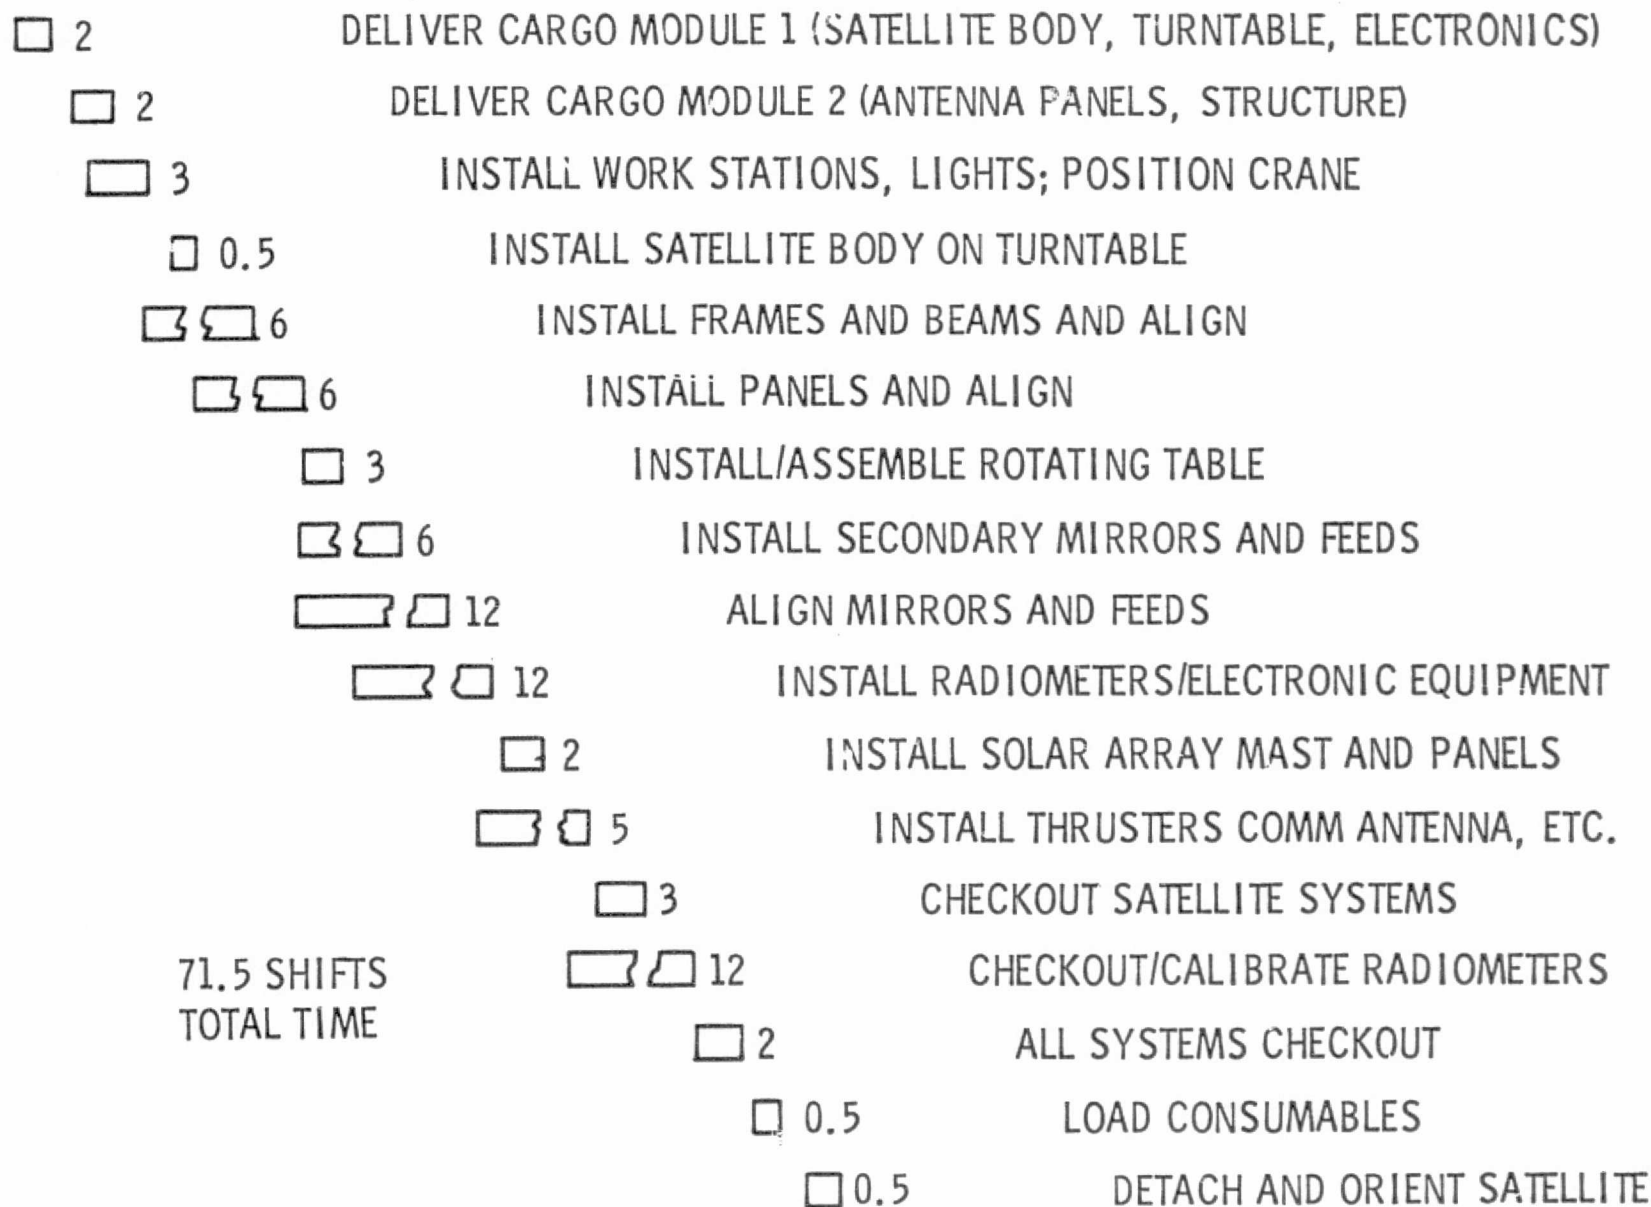 2 DELIVER CARGO MODULE 1 (SATELLITE BODY, TURNTABLE, ELECTRONICS)
2 DELIVER CARGO MODULE 2 (ANTENNA PANELS, STRUCTURE)
3 INSTALL WORK STATIONS, LIGHTS; POSITION CRANE
0.5 INSTALL SATELLITE BODY ON TURNTABLE
6 INSTALL FRAMES AND BEAMS AND ALIGN
6 INSTALL PANELS AND ALIGN
3 INSTALL/ASSEMBLE ROTATING TABLE
6 INSTALL SECONDARY MIRRORS AND FEEDS
12 ALIGN MIRRORS AND FEEDS
12 INSTALL RADIOMETERS/ELECTRONIC EQUIPMENT
2 INSTALL SOLAR ARRAY MAST AND PANELS
5 INSTALL THRUSTERS COMM ANTENNA, ETC.
3 CHECKOUT SATELLITE SYSTEMS
71.5 SHIFTS
TOTAL TIME
12 CHECKOUT/CALIBRATE RADIOMETERS
2 ALL SYSTEMS CHECKOUT
0.5 LOAD CONSUMABLES
0.5 DETACH AND ORIENT SATELLITE